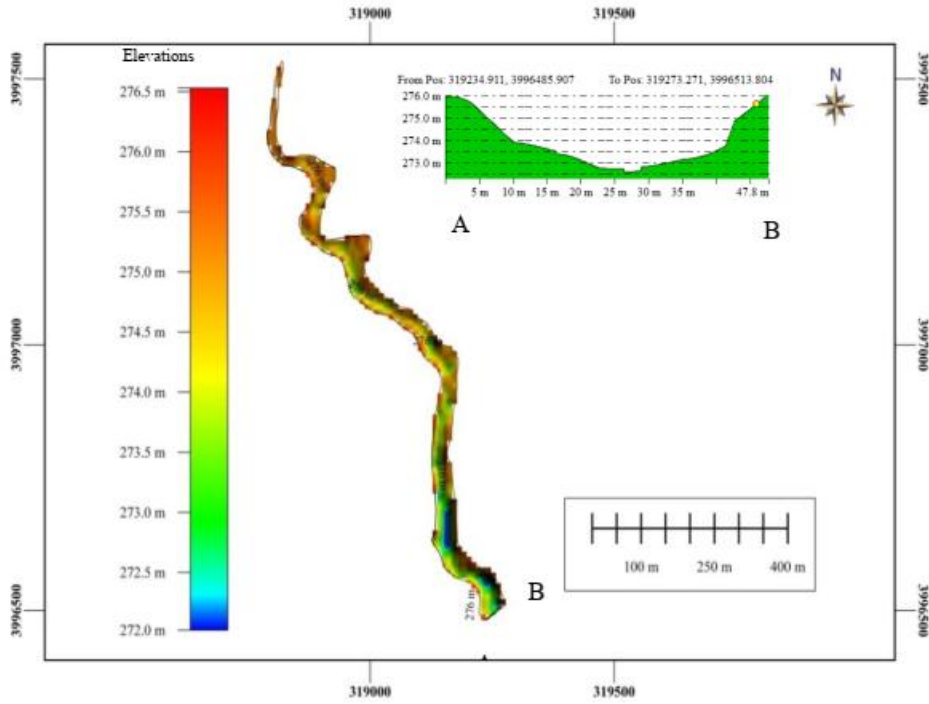 319000 319500
Elevations
3997500
3997500
276.5 m
276.0 m
275.5 m
275.0 m
274.5 m
274.0 m
273.5 m
273.0 m
272.5 m
272.0 m
From Pos: 319234.911, 3996485.907 To Pos: 319273.271, 3996513.804
276.0 m
275.0 m
274.0 m
273.0 m
5 m 10 m 15 m 20 m 25 m 30 m 35 m 47.8 m
A B
N
3997000
3997000
100 m 250 m 400 m
276 m
B
3996500
3996500
319000 319500